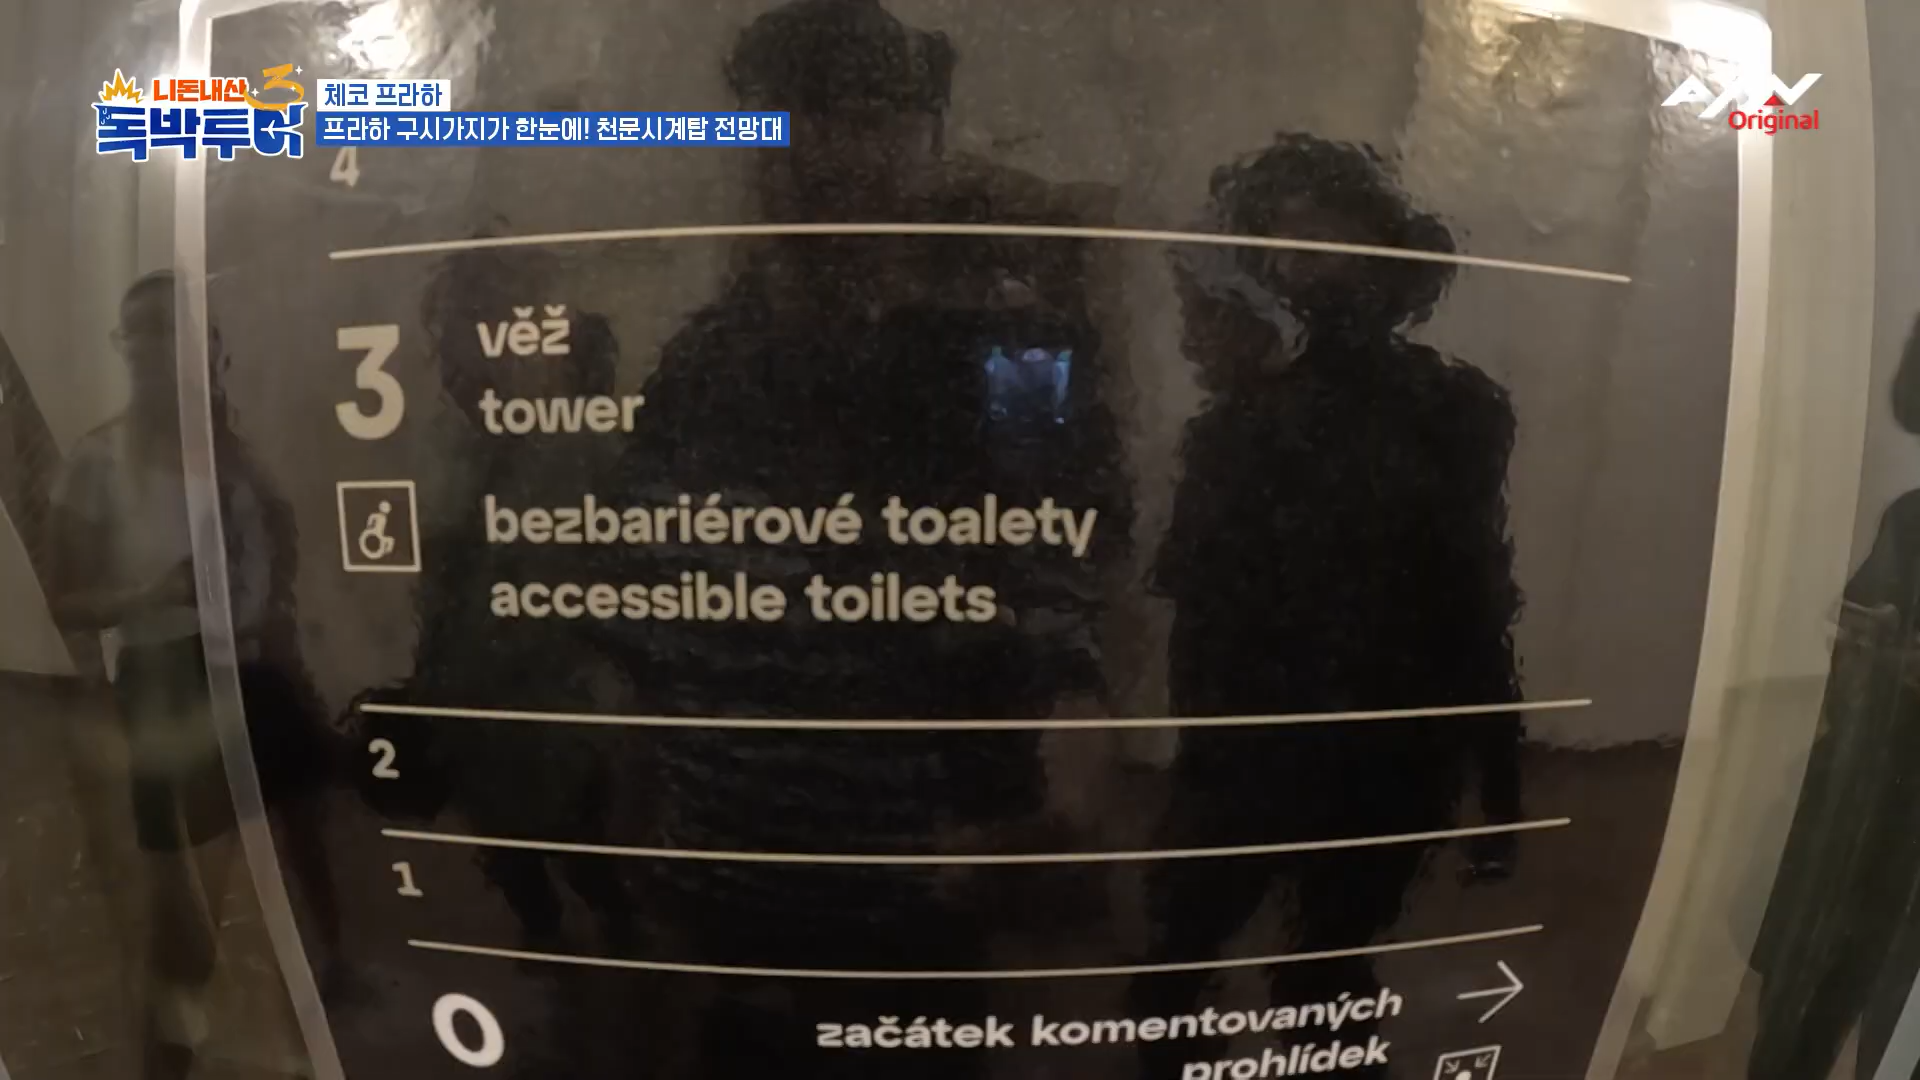 니돈내산
독박투어3
체코 프라하
프라하 구시가지가 한눈에! 천문시계탑 전망대
AXN
Original
4
3
věž
tower
bezbariérové toalety
accessible toilets
2
1
0
začátek komentovaných
prohlídek